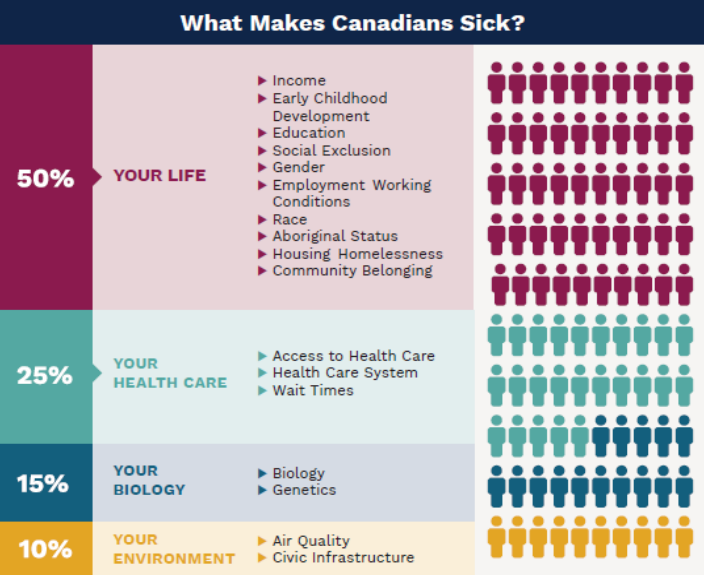 What Makes Canadians Sick?
50%
YOUR LIFE
Income
Early Childhood
Development
Education
Social Exclusion
Gender
Employment Working
Conditions
Race
Aboriginal Status
Housing Homelessness
Community Belonging
25%
YOUR
HEALTH CARE
Access to Health Care
Health Care System
Wait Times
15%
YOUR
BIOLOGY
Biology
Genetics
10%
YOUR
ENVIRONMENT
Air Quality
Civic Infrastructure